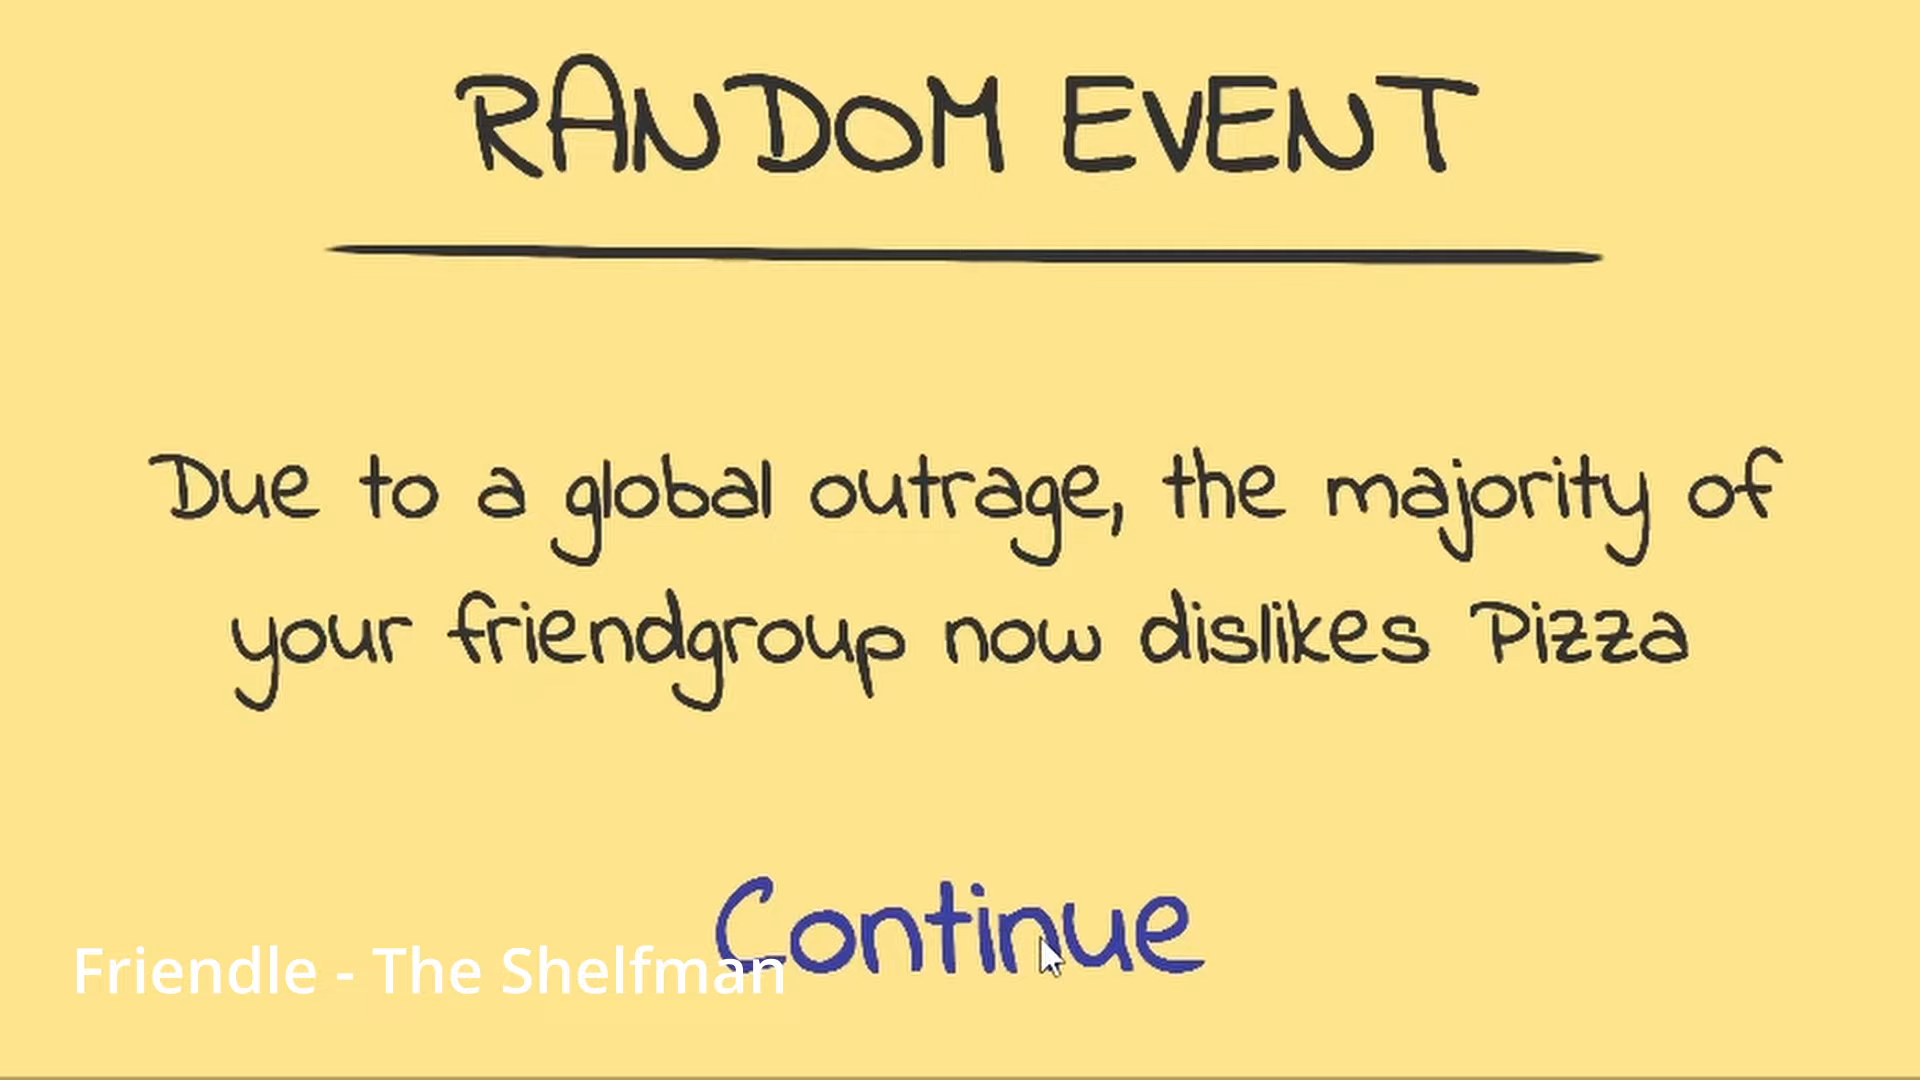 RANDOM EVENT
Due to a global outrage, the majority of
your friendgroup now dislikes Pizza
Continue
Friendle - The Shelfman